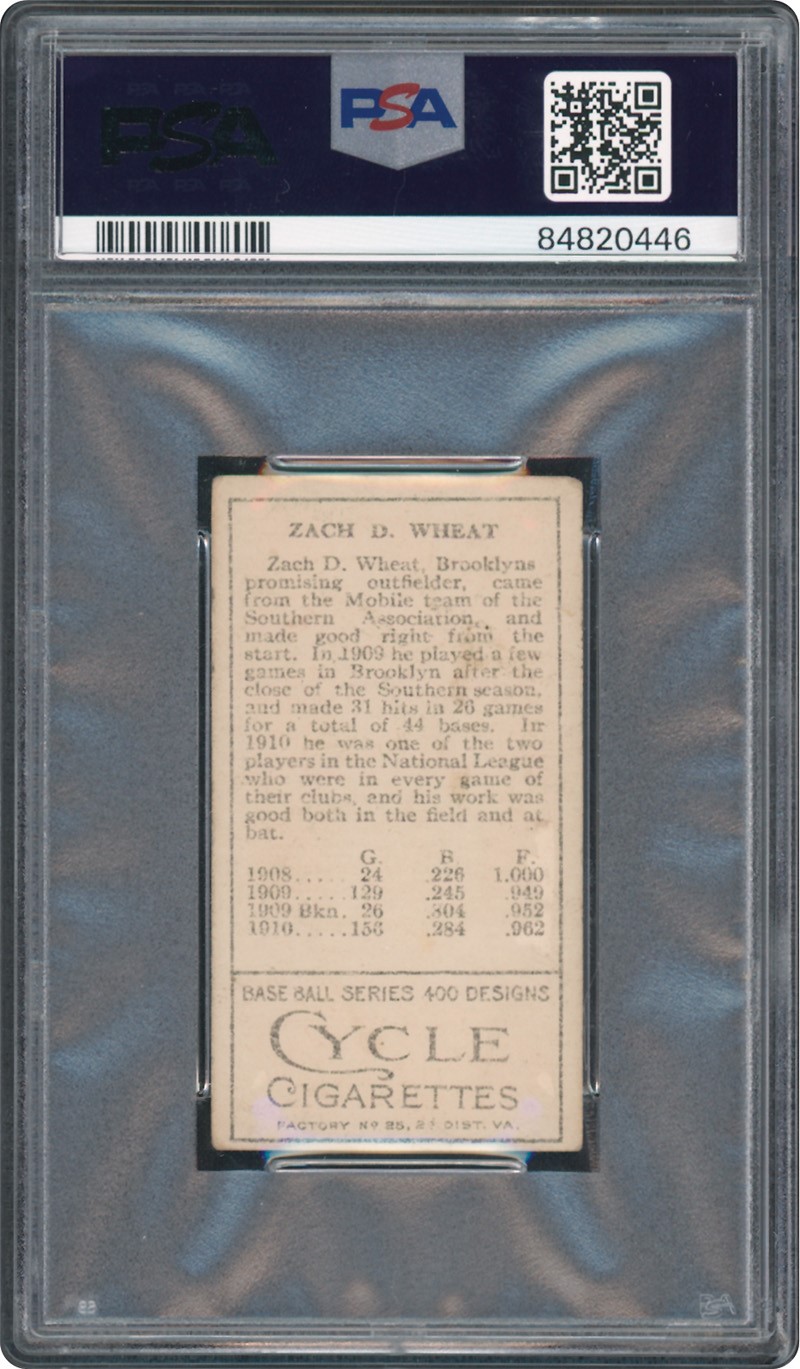 PSA
PSA
84820446
ZACH D. WHEAT
Zach D. Wheat, Brooklyns
promising outfielder, came
from the Mobile team of the
Southern Association, and
made good right from the
start. In 1909 he played a few
games in Brooklyn after the
close of the Southern season,
and made 31 hits in 26 games
for a total of 44 bases. In
1910 he was one of the two
players in the National League
who were in every game of
their clubs, and his work was
good both in the field and at
bat.
G. B. F.
1908..... 24 .226 1.000
1909.....129 .245 .949
1909 Bkn. 26 .304 .952
1910.....156 .284 .962
BASE BALL SERIES 400 DESIGNS
CYCLE
CIGARETTES
FACTORY Nº 25, 2d DIST. VA.
PSA